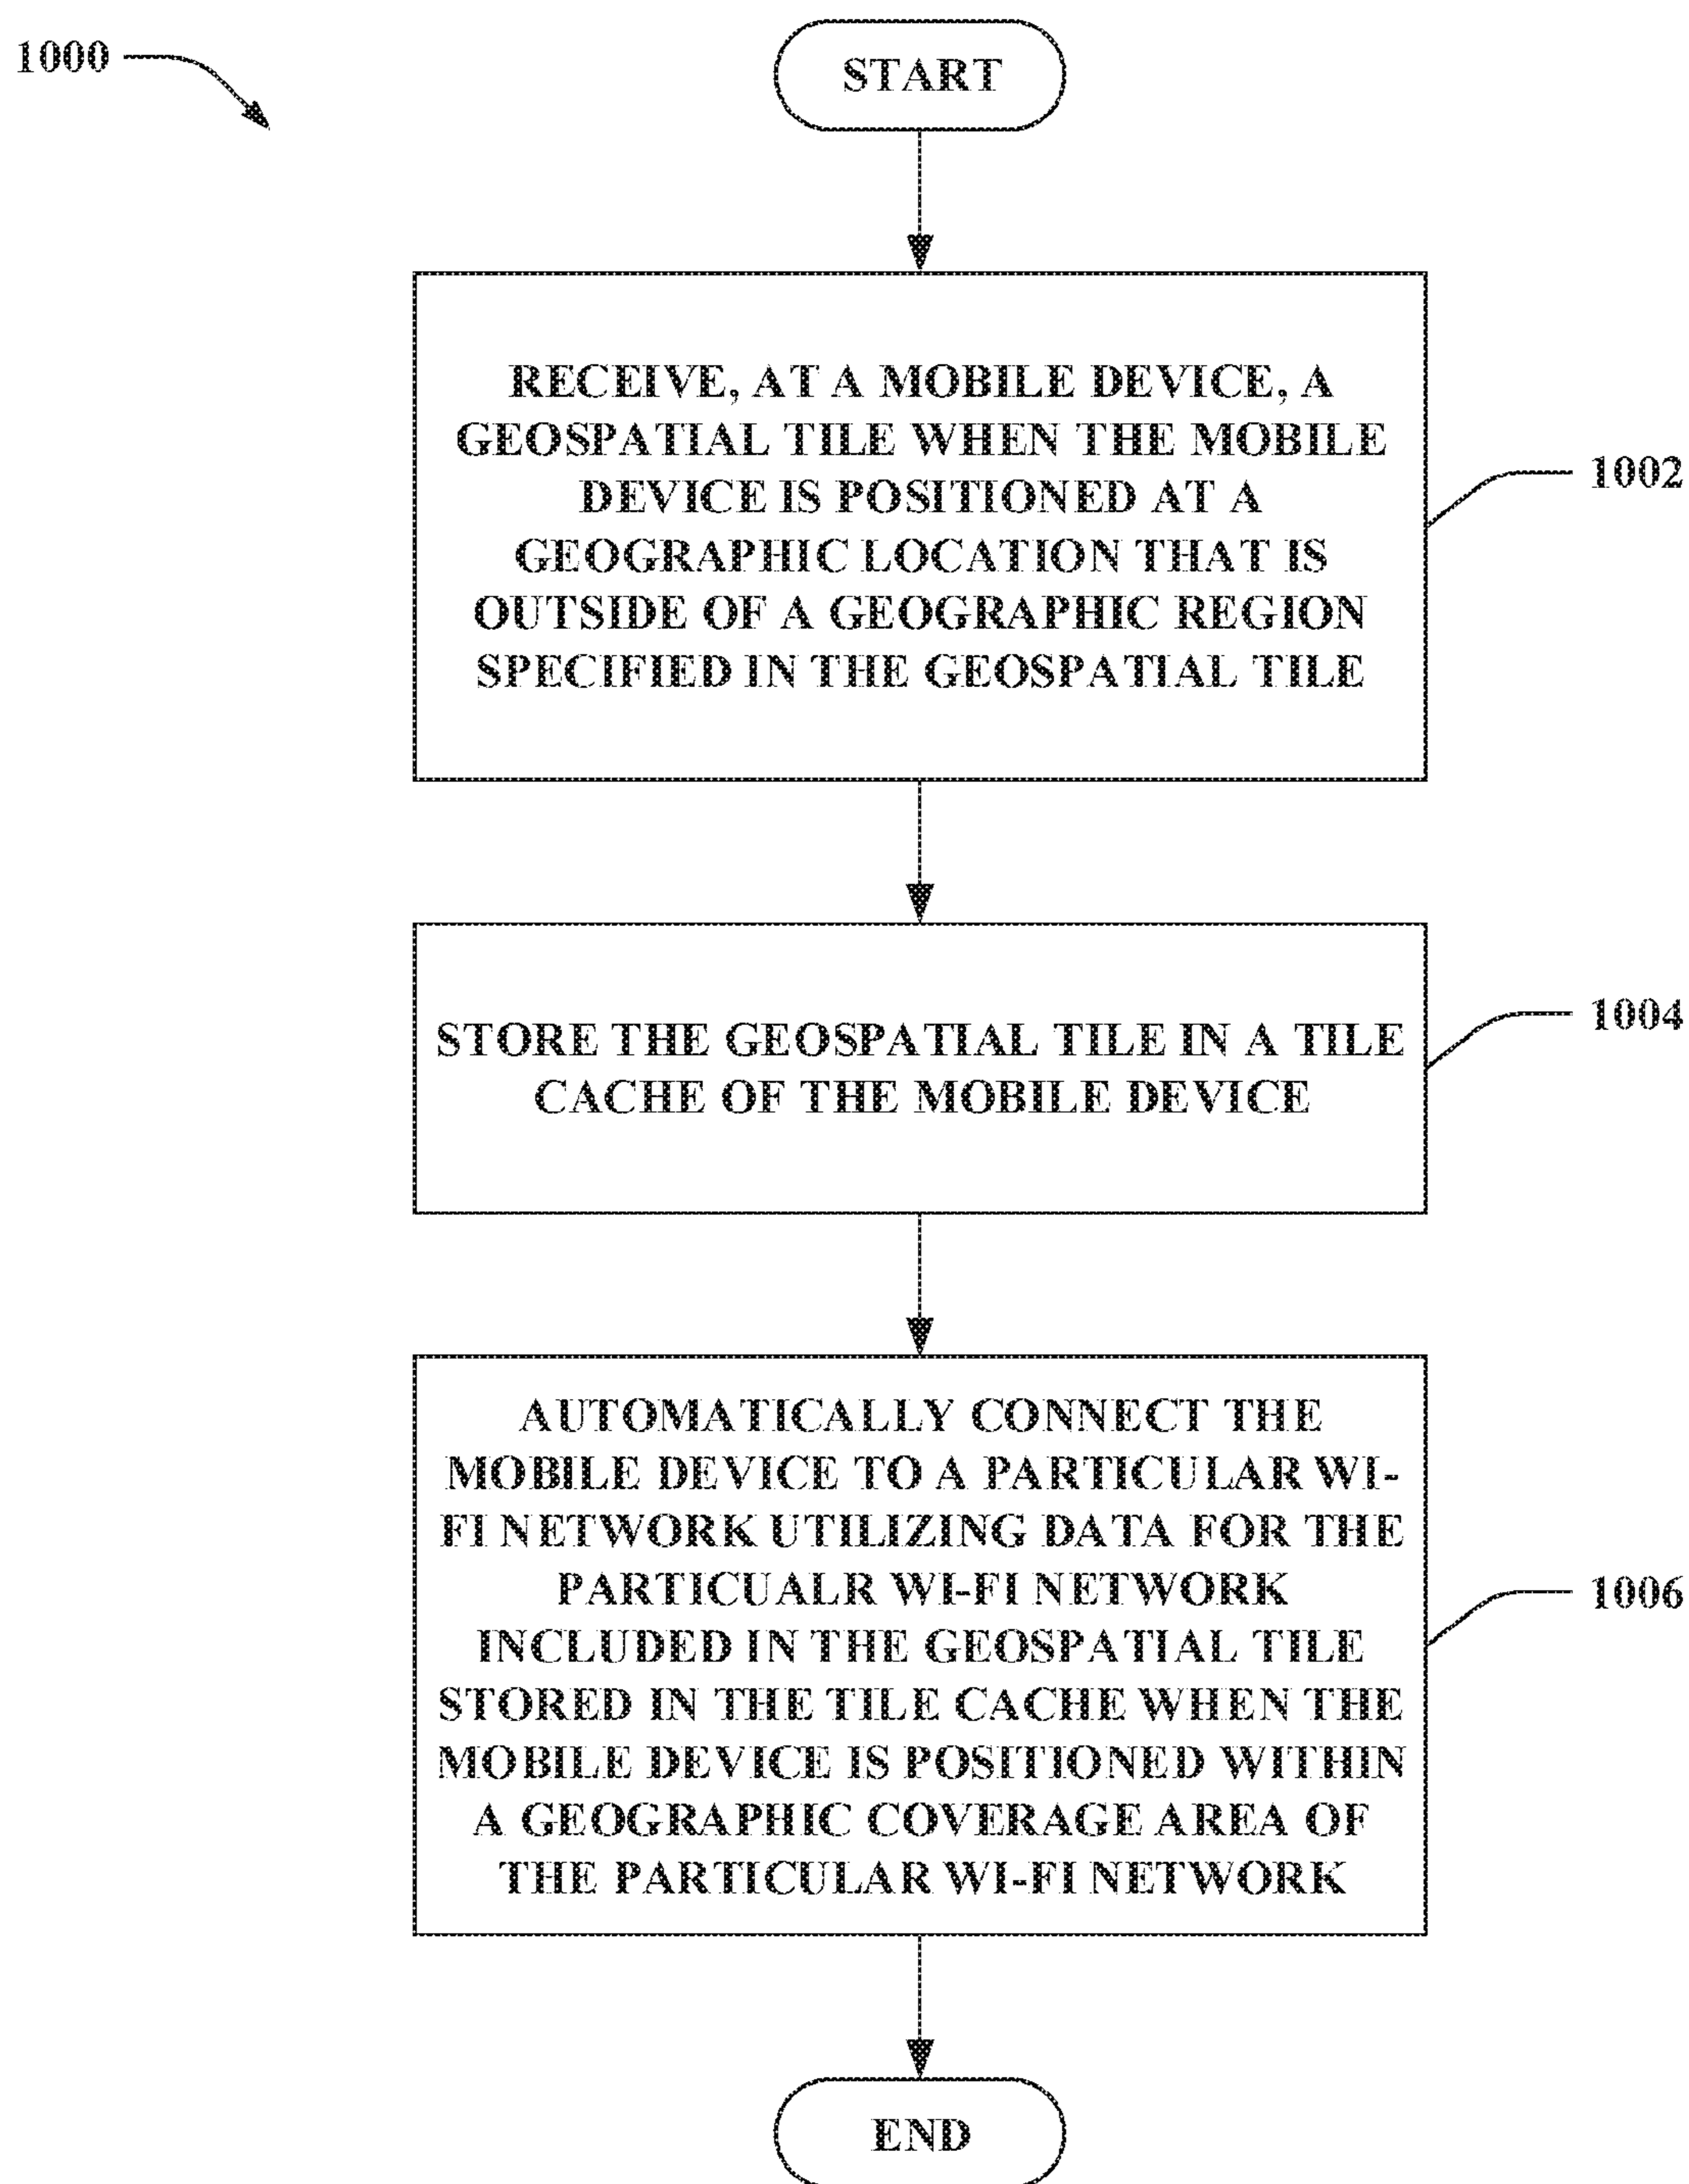 1000
START
RECEIVE, AT A MOBILE DEVICE, A
GEOSPATIAL TILE WHEN THE MOBILE
DEVICE IS POSITIONED AT A
GEOGRAPHIC LOCATION THAT IS
OUTSIDE OF A GEOGRAPHIC REGION
SPECIFIED IN THE GEOSPATIAL TILE
1002
STORE THE GEOSPATIAL TILE IN A TILE
CACHE OF THE MOBILE DEVICE
1004
AUTOMATICALLY CONNECT THE
MOBILE DEVICE TO A PARTICULAR WI-
FI NETWORK UTILIZING DATA FOR THE
PARTICUALR WI-FI NETWORK
INCLUDED IN THE GEOSPATIAL TILE
STORED IN THE TILE CACHE WHEN THE
MOBILE DEVICE IS POSITIONED WITHIN
A GEOGRAPHIC COVERAGE AREA OF
THE PARTICULAR WI-FI NETWORK
1006
END